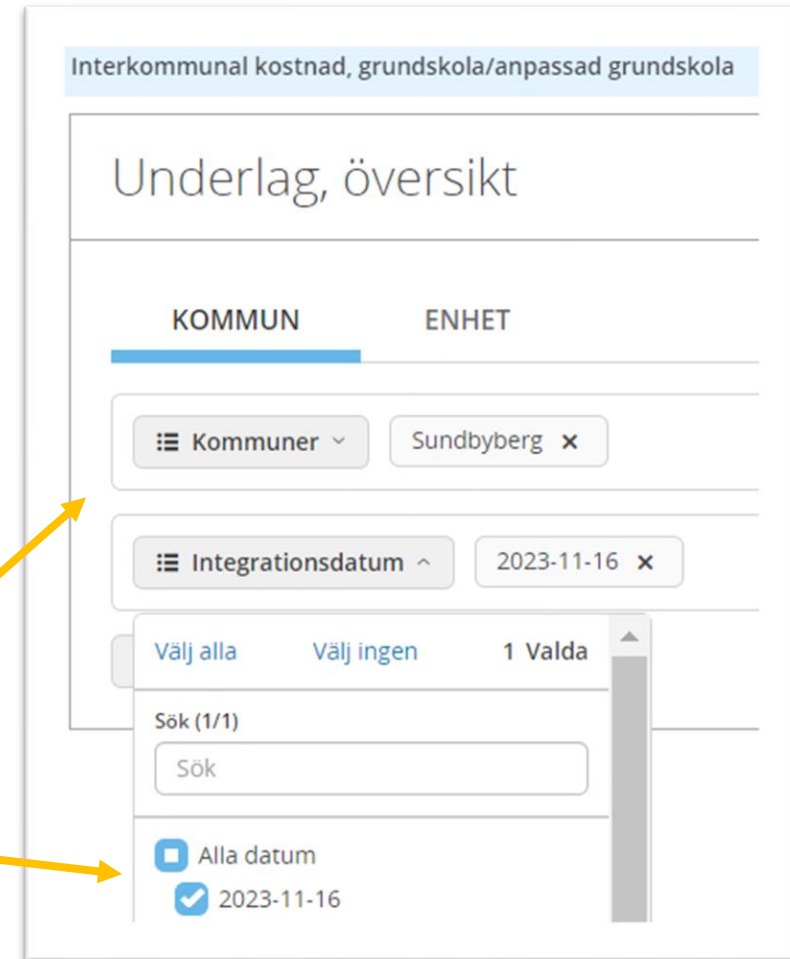 Interkommunal kostnad, grundskola/anpassad grundskola
Underlag, översikt
KOMMUN ENHET
Kommuner Sundbyberg ×
Integrationsdatum 2023-11-16 ×
Välj alla Välj ingen 1 Valda
Sök (1/1)
Sök
Alla datum
2023-11-16